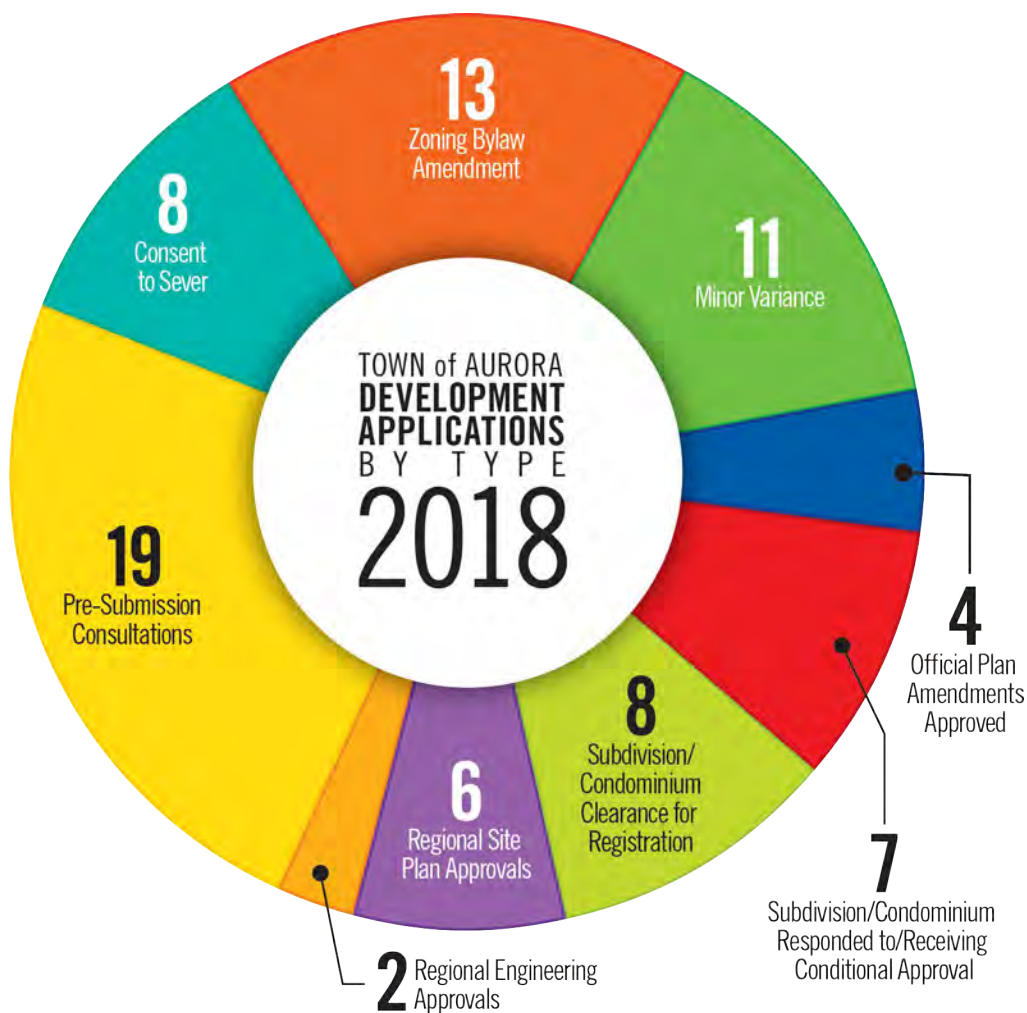 TOWN of AURORA
DEVELOPMENT
APPLICATIONS
BY TYPE
2018
13
Zoning Bylaw
Amendment
11
Minor Variance
4
Official Plan
Amendments
Approved
7
Subdivision/Condominium
Responded to/Receiving
Conditional Approval
8
Subdivision/
Condominium
Clearance for
Registration
6
Regional Site
Plan Approvals
2
Regional Engineering
Approvals
19
Pre-Submission
Consultations
8
Consent
to Sever